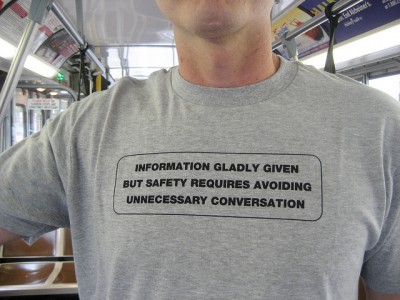 INFORMATION GLADLY GIVEN
BUT SAFETY REQUIRES AVOIDING
UNNECESSARY CONVERSATION